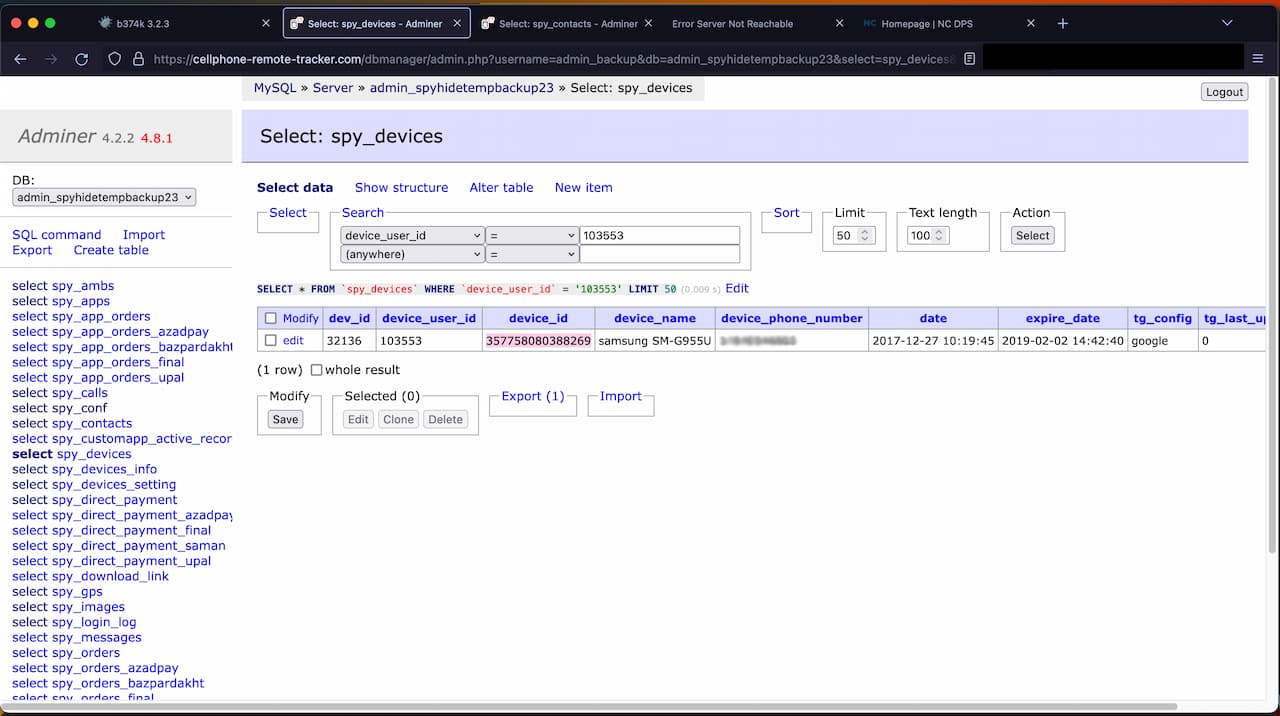 b374k 3.2.3
Select: spy_devices - Adminer
Select: spy_contacts - Adminer
Error Server Not Reachable
NC Homepage | NC DPS
https://cellphone-remote-tracker.com/dbmanager/admin.php?username=admin_backup&db=admin_spyhidetempbackup23&select=spy_devices
MySQL » Server » admin_spyhidetempbackup23 » Select: spy_devices
Logout
Adminer 4.2.2 4.8.1
Select: spy_devices
DB:
admin_spyhidetempbackup23
SQL command Import
Export Create table
select spy_ambs
select spy_apps
select spy_app_orders
select spy_app_orders_azadpay
select spy_app_orders_bazpardakht
select spy_app_orders_final
select spy_app_orders_upal
select spy_calls
select spy_conf
select spy_contacts
select spy_customapp_active_recor
select spy_devices
select spy_devices_info
select spy_devices_setting
select spy_direct_payment
select spy_direct_payment_azadpay
select spy_direct_payment_final
select spy_direct_payment_saman
select spy_direct_payment_upal
select spy_download_link
select spy_gps
select spy_images
select spy_login_log
select spy_messages
select spy_orders
select spy_orders_azadpay
select spy_orders_bazpardakht
select spy_orders_final
Select data Show structure Alter table New item
Select Search Sort Limit Text length Action
device_user_id = 103553 50 100 Select
(anywhere) =
SELECT * FROM `spy_devices` WHERE `device_user_id` = '103553' LIMIT 50 (0.009 s) Edit
Modify dev_id device_user_id device_id device_name device_phone_number date expire_date tg_config tg_last_up
edit 32136 103553 357758080388269 samsung SM-G955U 2017-12-27 10:19:45 2019-02-02 14:42:40 google 0
(1 row) whole result
Modify Selected (0) Export (1) Import
Save Edit Clone Delete